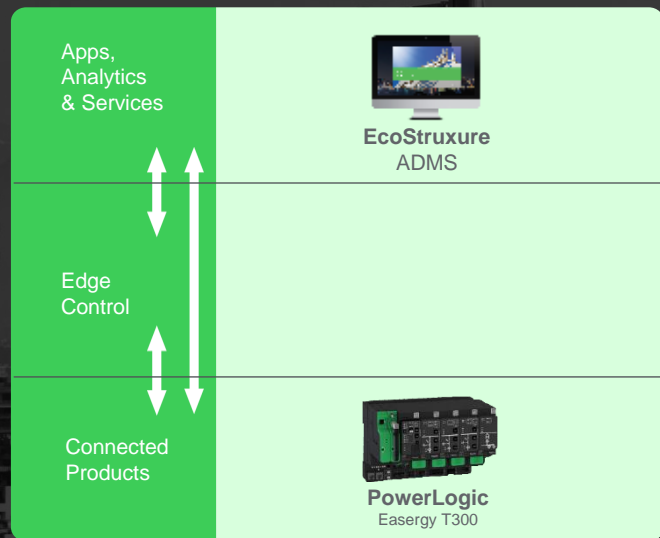 Apps,
Analytics
& Services
EcoStruxure
ADMS
Edge
Control
Connected
Products
PowerLogic
Easergy T300